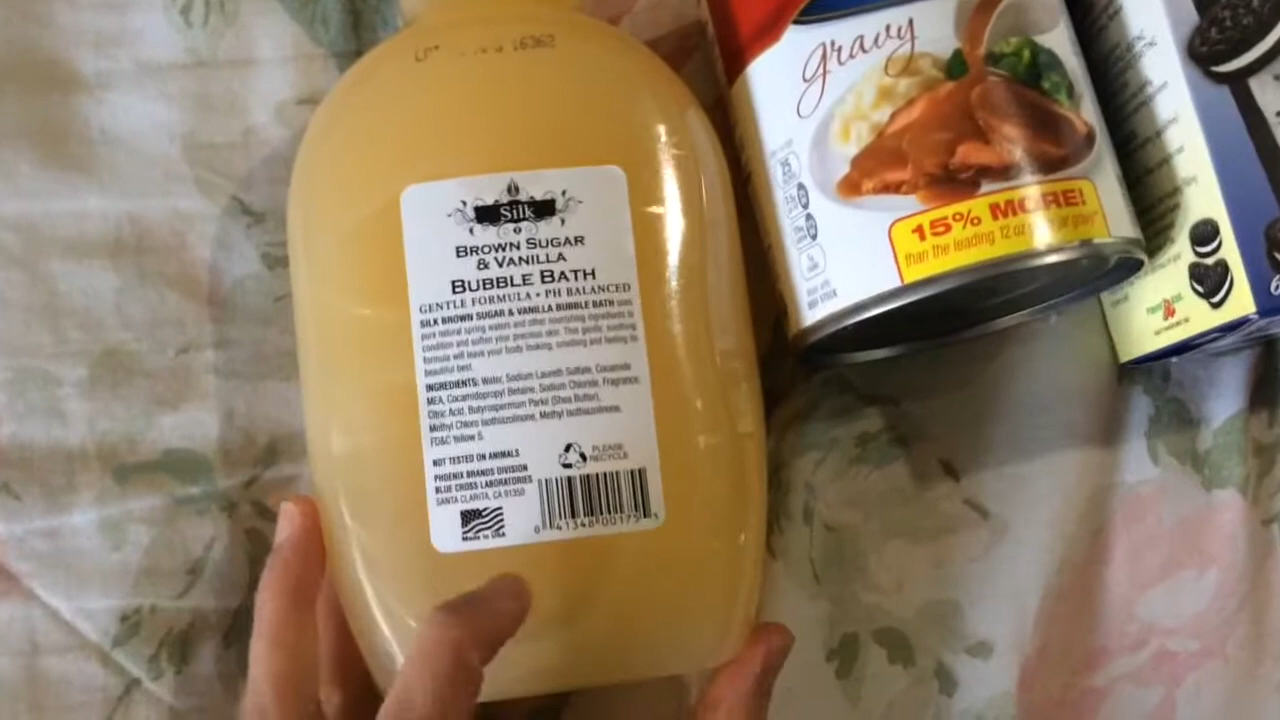 16362
Silk
BROWN SUGAR
& VANILLA
BUBBLE BATH
GENTLE FORMULA • PH BALANCED
SILK BROWN SUGAR & VANILLA BUBBLE BATH uses
pure natural spring waters and other nourishing ingredients to
condition and soften your precious skin. This gentle, soothing
formula will leave your body looking, smelling and feeling its
beautiful best.
INGREDIENTS: Water, Sodium Laureth Sulfate, Cocamide
MEA, Cocamidopropyl Betaine, Sodium Chloride, Fragrance,
Citric Acid, Butyrospermum Parkii (Shea Butter),
Methyl Chloro Isothiazolinone, Methyl Isothiazolinone,
FD&C Yellow 5.
NOT TESTED ON ANIMALS
PHOENIX BRANDS DIVISION
BLUE CROSS LABORATORIES
SANTA CLARITA, CA 91350
PLEASE
RECYCLE
Made in USA
0 41348 00175
gravy
15% MORE!
than the leading 12 oz gravy